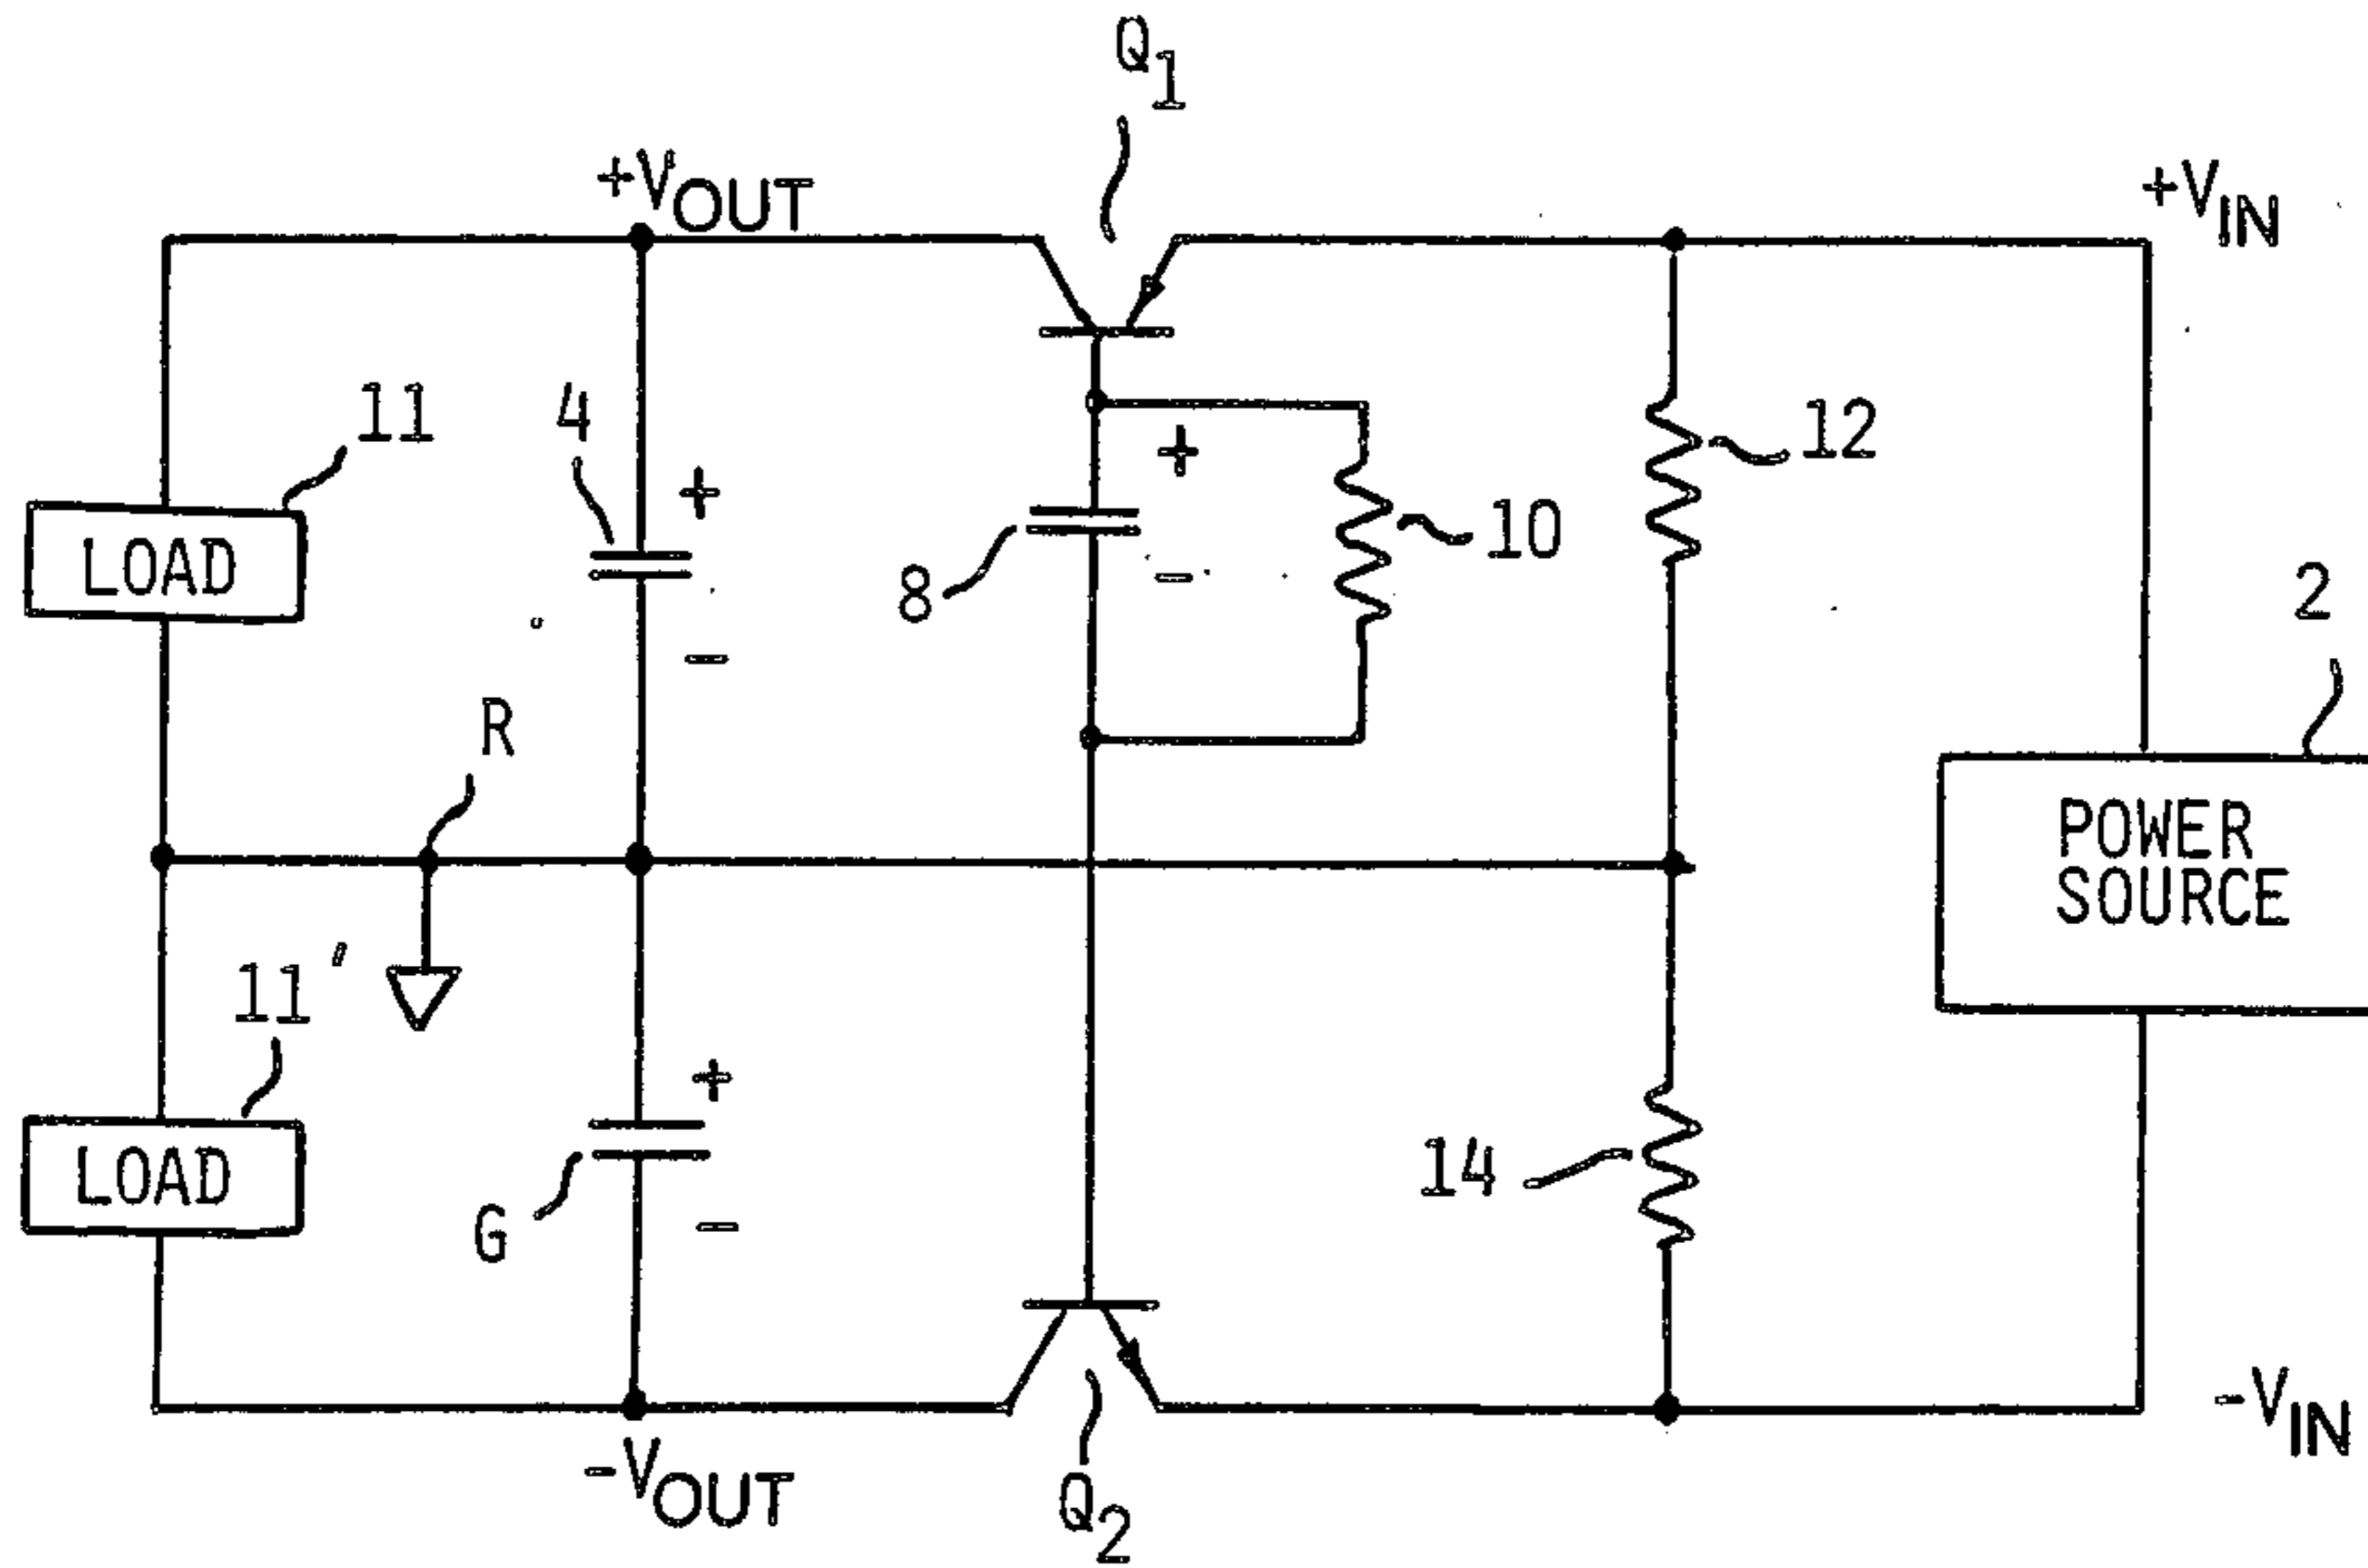 Q1
+VOUT
+VIN
11
4
+
12
+
LOAD
10
8
-
2
-
R
POWER
SOURCE
11'
+
14
LOAD
G
-
-VIN
-VOUT
Q2